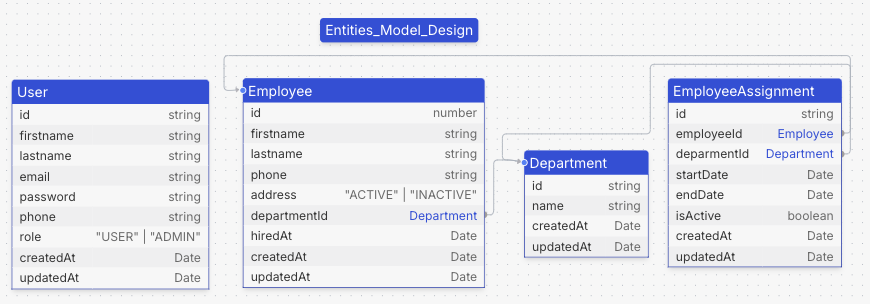 Entities_Model_Design
User
id string
firstname string
lastname string
email string
password string
phone string
role "USER" | "ADMIN"
createdAt Date
updatedAt Date
Employee
id number
firstname string
lastname string
phone string
address "ACTIVE" | "INACTIVE"
departmentId Department
hiredAt Date
createdAt Date
updatedAt Date
Department
id string
name string
createdAt Date
updatedAt Date
EmployeeAssignment
id string
employeeId Employee
deparmentId Department
startDate Date
endDate Date
isActive boolean
createdAt Date
updatedAt Date